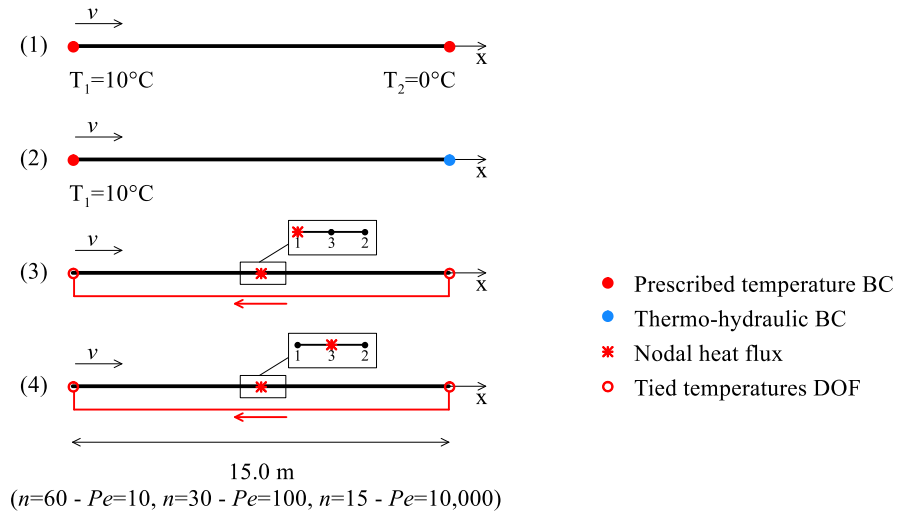 v
(1)
x
T₁=10°C
T₂=0°C
v
(2)
x
T₁=10°C
v
1 3 2
(3)
x
v
1 3 2
(4)
x
15.0 m
(n=60 - Pe=10, n=30 - Pe=100, n=15 - Pe=10,000)
Prescribed temperature BC
Thermo-hydraulic BC
Nodal heat flux
Tied temperatures DOF